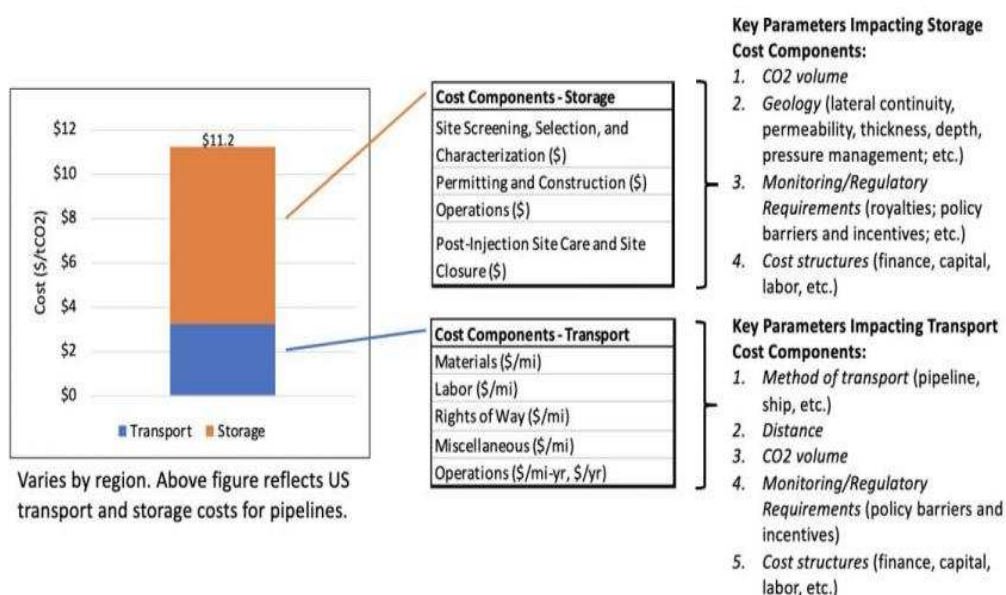 $12
$10
$8
$6
$4
$2
$0
Cost ($/tCO2)
$11.2
Transport
Storage
Varies by region. Above figure reflects US
transport and storage costs for pipelines.
Cost Components - Storage
Site Screening, Selection, and
Characterization ($)
Permitting and Construction ($)
Operations ($)
Post-Injection Site Care and Site
Closure ($)
Cost Components - Transport
Materials ($/mi)
Labor ($/mi)
Rights of Way ($/mi)
Miscellaneous ($/mi)
Operations ($/mi-yr, $/yr)
Key Parameters Impacting Storage
Cost Components:
1. CO2 volume
2. Geology (lateral continuity,
permeability, thickness, depth,
pressure management; etc.)
3. Monitoring/Regulatory
Requirements (royalties; policy
barriers and incentives; etc.)
4. Cost structures (finance, capital,
labor, etc.)
Key Parameters Impacting Transport
Cost Components:
1. Method of transport (pipeline,
ship, etc.)
2. Distance
3. CO2 volume
4. Monitoring/Regulatory
Requirements (policy barriers and
incentives)
5. Cost structures (finance, capital,
labor, etc.)